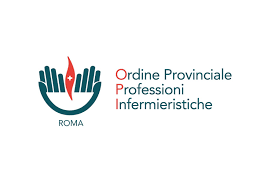 Ordine Provinciale
Professioni
Infermieristiche
ROMA